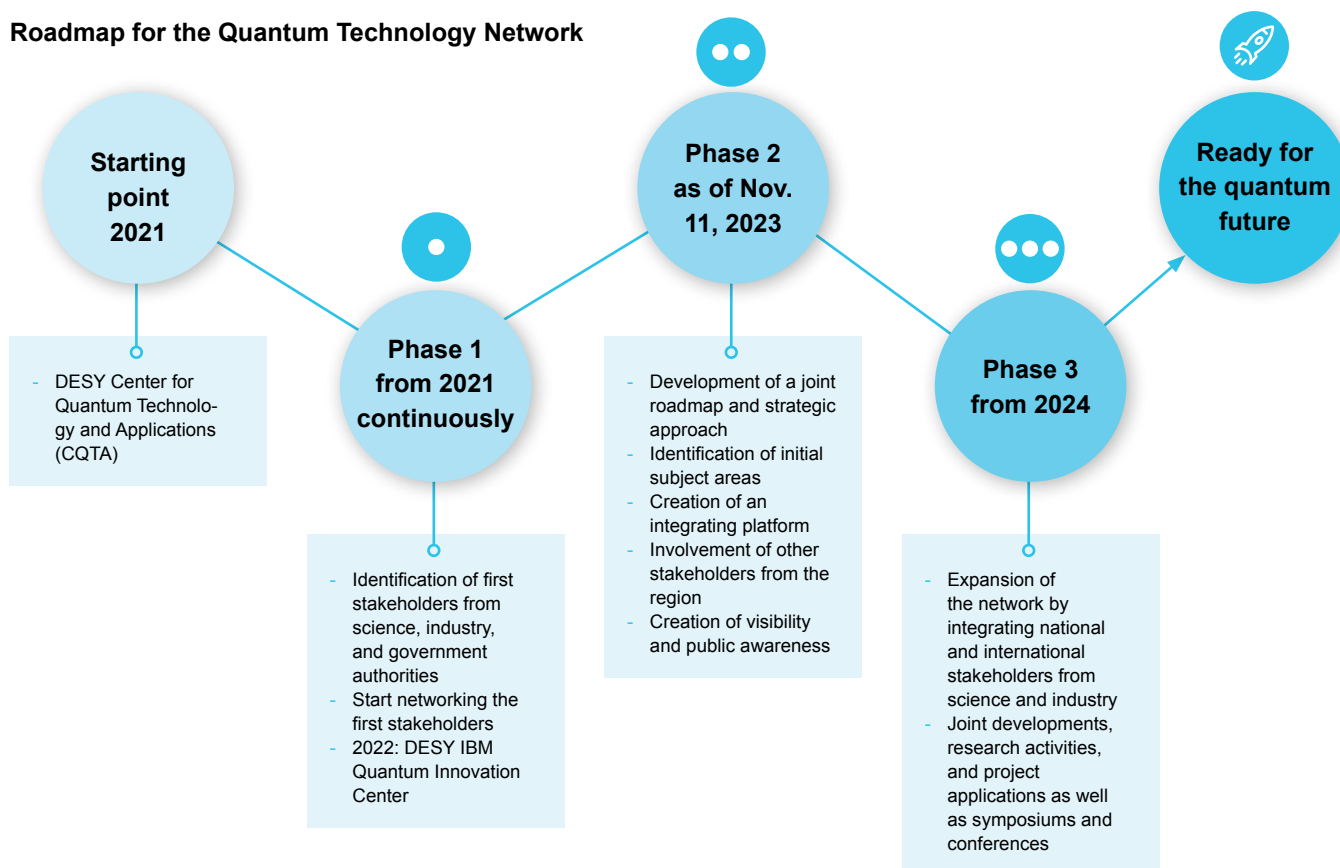 Roadmap for the Quantum Technology Network
Starting
point
2021
- DESY Center for
Quantum Technolo-
gy and Applications
(CQTA)
Phase 1
from 2021
continuously
- Identification of first
stakeholders from
science, industry,
and government
authorities
- Start networking the
first stakeholders
- 2022: DESY IBM
Quantum Innovation
Center
Phase 2
as of Nov.
11, 2023
- Development of a joint
roadmap and strategic
approach
- Identification of initial
subject areas
- Creation of an
integrating platform
- Involvement of other
stakeholders from the
region
- Creation of visibility
and public awareness
Phase 3
from 2024
- Expansion of
the network by
integrating national
and international
stakeholders from
science and industry
- Joint developments,
research activities,
and project
applications as well
as symposiums and
conferences
Ready for
the quantum
future